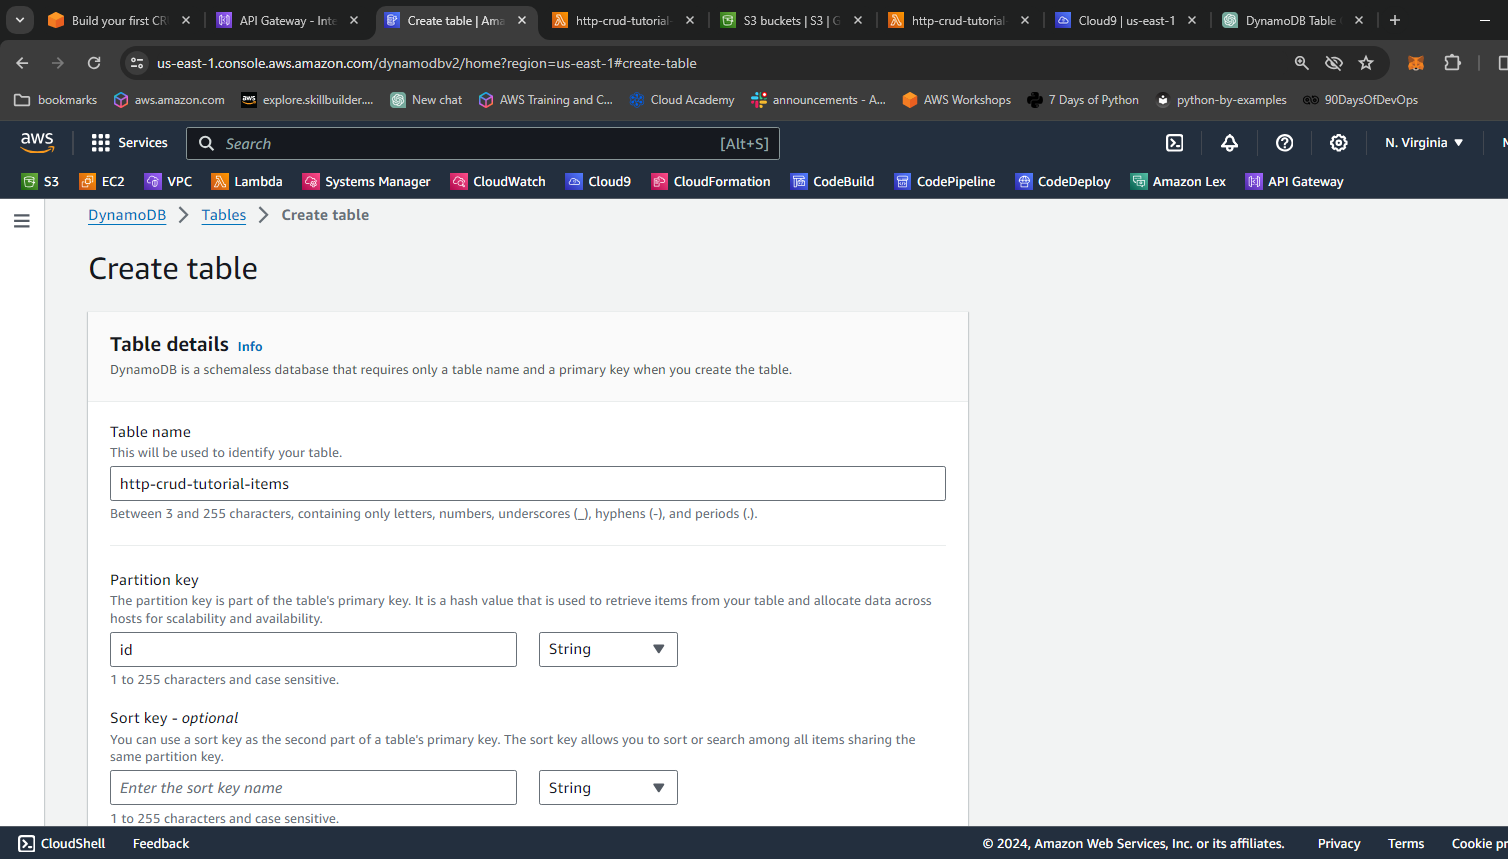 Build your first CR
API Gateway - Inte
Create table | Ama
http-crud-tutorial-
S3 buckets | S3 | G
http-crud-tutorial
Cloud9 | us-east-1
DynamoDB Table
us-east-1.console.aws.amazon.com/dynamodbv2/home?region=us-east-1#create-table
bookmarks
aws.amazon.com
explore.skillbuilder....
New chat
AWS Training and C...
Cloud Academy
announcements - A...
AWS Workshops
7 Days of Python
python-by-examples
90DaysOfDevOps
aws
Services
Search
[Alt+S]
N. Virginia
S3
EC2
VPC
Lambda
Systems Manager
CloudWatch
Cloud9
CloudFormation
CodeBuild
CodePipeline
CodeDeploy
Amazon Lex
API Gateway
DynamoDB
Tables
Create table
Create table
Table details Info
DynamoDB is a schemaless database that requires only a table name and a primary key when you create the table.
Table name
This will be used to identify your table.
http-crud-tutorial-items
Between 3 and 255 characters, containing only letters, numbers, underscores (_), hyphens (-), and periods (.).
Partition key
The partition key is part of the table's primary key. It is a hash value that is used to retrieve items from your table and allocate data across
hosts for scalability and availability.
id
String
1 to 255 characters and case sensitive.
Sort key - optional
You can use a sort key as the second part of a table's primary key. The sort key allows you to sort or search among all items sharing the
same partition key.
Enter the sort key name
String
1 to 255 characters and case sensitive.
CloudShell
Feedback
© 2024, Amazon Web Services, Inc. or its affiliates.
Privacy
Terms
Cookie pr